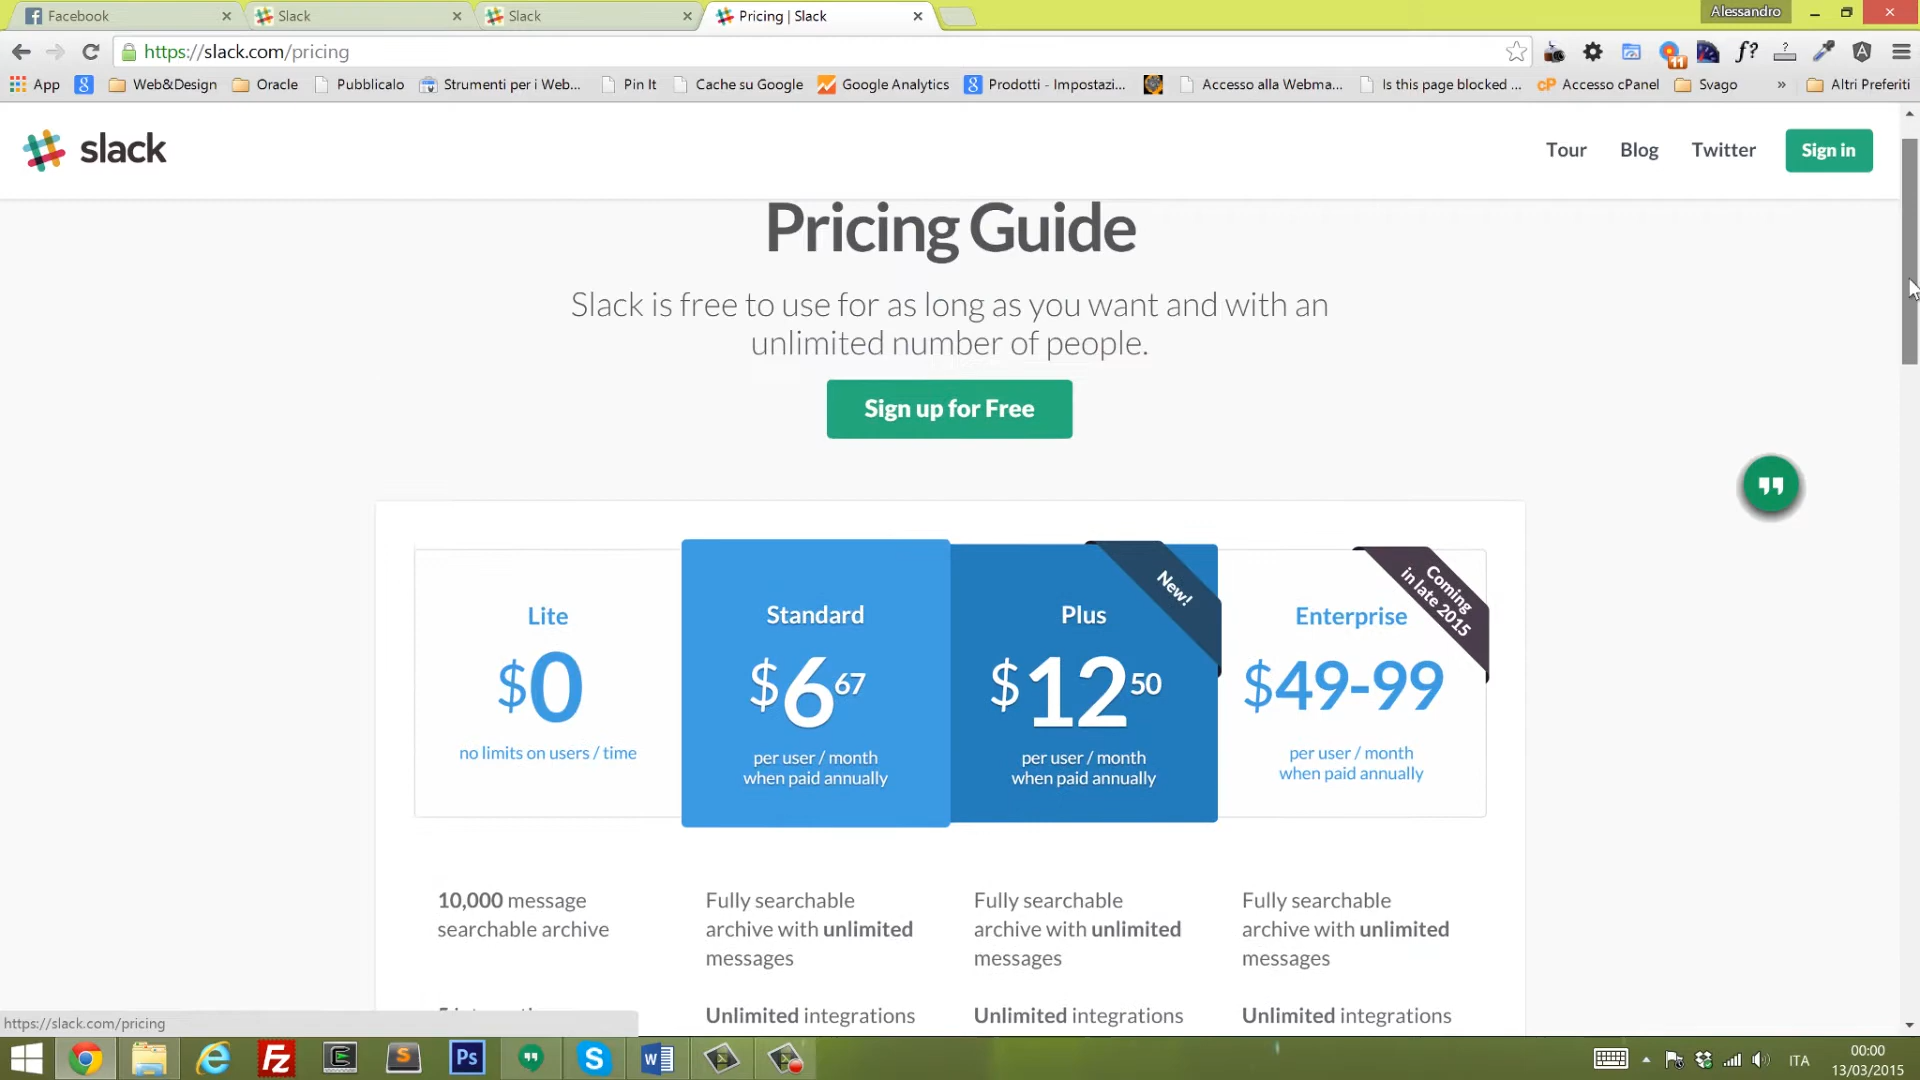 Facebook
Slack
Slack
Pricing | Slack
Alessandro
https://slack.com/pricing
11
f?
?
App
Web&Design
Oracle
Pubblicalo
Strumenti per i Web...
Pin It
Cache su Google
Google Analytics
Prodotti - Impostazi...
Accesso alla Webma...
Is this page blocked ...
cP Accesso cPanel
Svago
»
Altri Preferiti
slack
Tour
Blog
Twitter
Sign in
Pricing Guide
Slack is free to use for as long as you want and with an
unlimited number of people.
Sign up for Free
Lite
$0
no limits on users / time
Standard
$6 67
per user / month
when paid annually
New!
Plus
$12 50
per user / month
when paid annually
Coming
in late 2015
Enterprise
$49-99
per user / month
when paid annually
10,000 message
searchable archive
Fully searchable
archive with unlimited
messages
Fully searchable
archive with unlimited
messages
Fully searchable
archive with unlimited
messages
Unlimited integrations
Unlimited integrations
Unlimited integrations
https://slack.com/pricing
Fz
Ps
ITA
00:00
13/03/2015